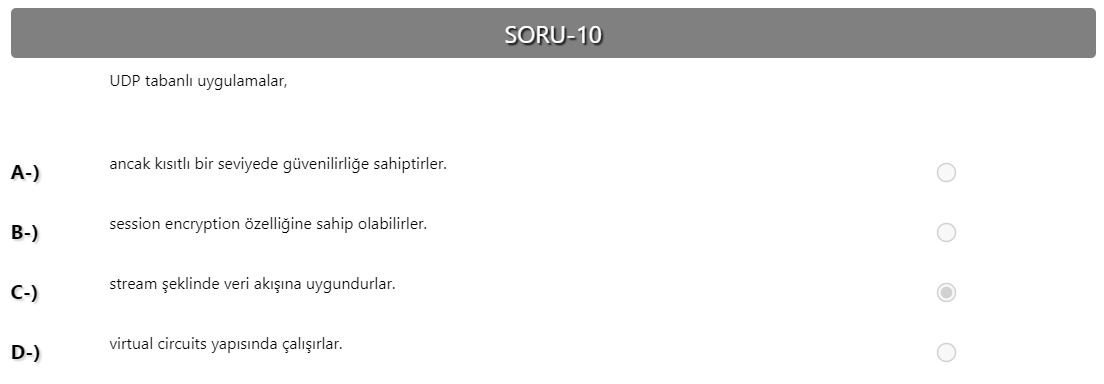 SORU-10
UDP tabanlı uygulamalar,
A-) ancak kısıtlı bir seviyede güvenilirliğe sahiptirler.
B-) session encryption özelliğine sahip olabilirler.
C-) stream şeklinde veri akışına uygundurlar.
D-) virtual circuits yapısında çalışırlar.